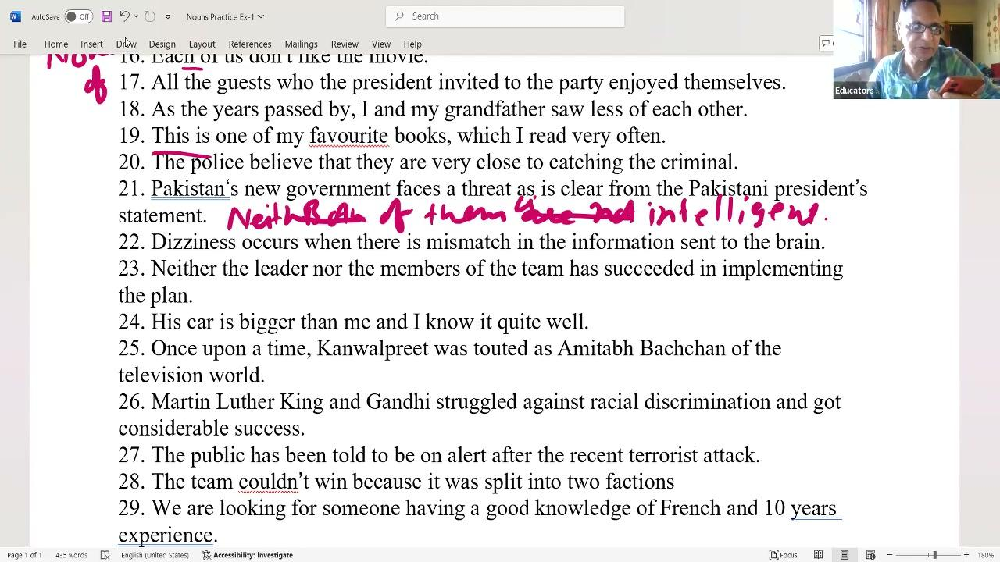 AutoSave Off Nouns Practice Ex-1 Search
File Home Insert Draw Design Layout References Mailings Review View Help
16. Each of us don't like the movie.
of
17. All the guests who the president invited to the party enjoyed themselves.
18. As the years passed by, I and my grandfather saw less of each other.
19. This is one of my favourite books, which I read very often.
20. The police believe that they are very close to catching the criminal.
21. Pakistan‘s new government faces a threat as is clear from the Pakistani president’s
statement. of them intelligent.
22. Dizziness occurs when there is mismatch in the information sent to the brain.
23. Neither the leader nor the members of the team has succeeded in implementing
the plan.
24. His car is bigger than me and I know it quite well.
25. Once upon a time, Kanwalpreet was touted as Amitabh Bachchan of the
television world.
26. Martin Luther King and Gandhi struggled against racial discrimination and got
considerable success.
27. The public has been told to be on alert after the recent terrorist attack.
28. The team couldn’t win because it was split into two factions
29. We are looking for someone having a good knowledge of French and 10 years
experience.
Educators .
Page 1 of 1 435 words English (United States) Accessibility: Investigate Focus 180%